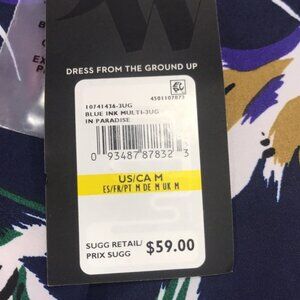 DRESS FROM THE GROUND UP
10741436-3UG
4501107873
BLUE INK MULTI-3UG
IN PARADISE
0 93487 87832 3
US/CA M
ES/FR/PT M DE M UK M
SUGG RETAIL/
PRIX SUGG
$59.00